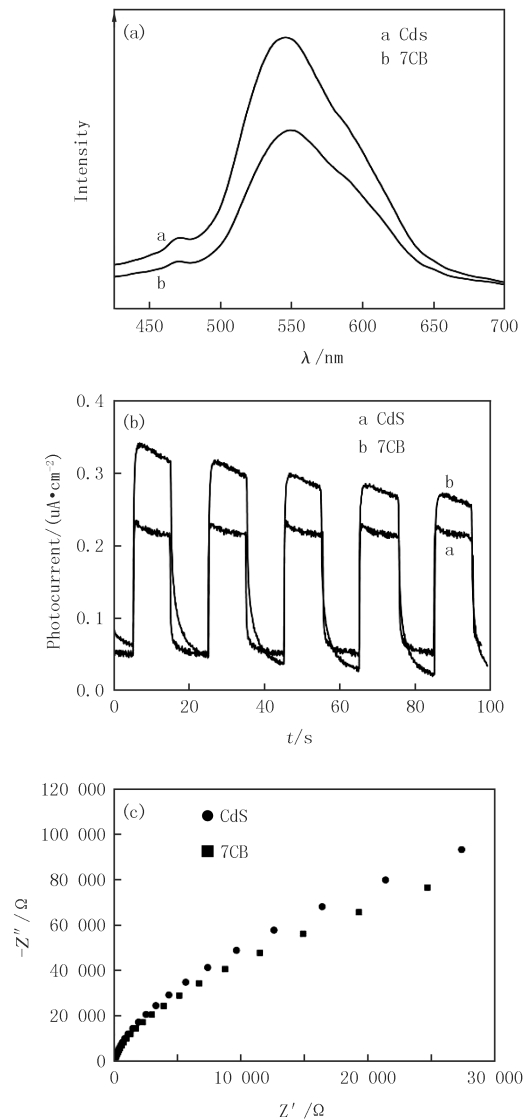 (a)
a Cds
b 7CB
Intensity
a
b
450 500 550 600 650 700
λ /nm
(b)
a CdS
b 7CB
Photocurrent/(uA•cm⁻²)
0.4
0.3
0.2
0.1
0.0
b
a
0 20 40 60 80 100
t/s
(c)
CdS
7CB
-Z″ / Ω
120 000
100 000
80 000
60 000
40 000
20 000
0
0 10 000 20 000 30 000
Z′ /Ω